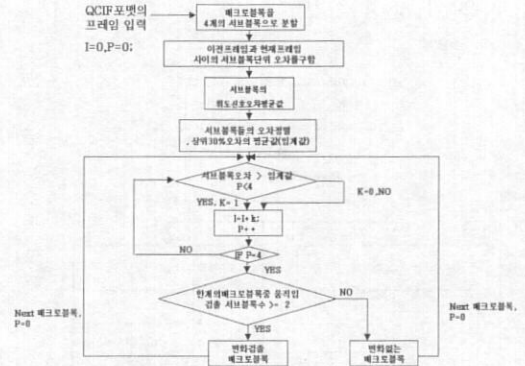 QCIF포맷의
프레임 입력
I=0,P=0;
매크로블록을
4개의 서브블록으로 분할
이전프레임과 현재프레임
사이의 서브블록단위 오차를구함
서브블록의
휘도신호오차평균값
서브블록들의 오차정렬
, 상위30%오차의 평균값(임계값)
서브블록오차 > 임계값
P<4
K=0,NO
YES, K= 1
I=I+ k;
P++
NO
IF P=4
YES
한개의매크로블록중 움직임
검출 서브블록수 >= 2
NO
YES
Next 매크로블록,
P=0
Next 매크로블록,
P=0
변화검출
매크로블록
변화없는
매크로블록